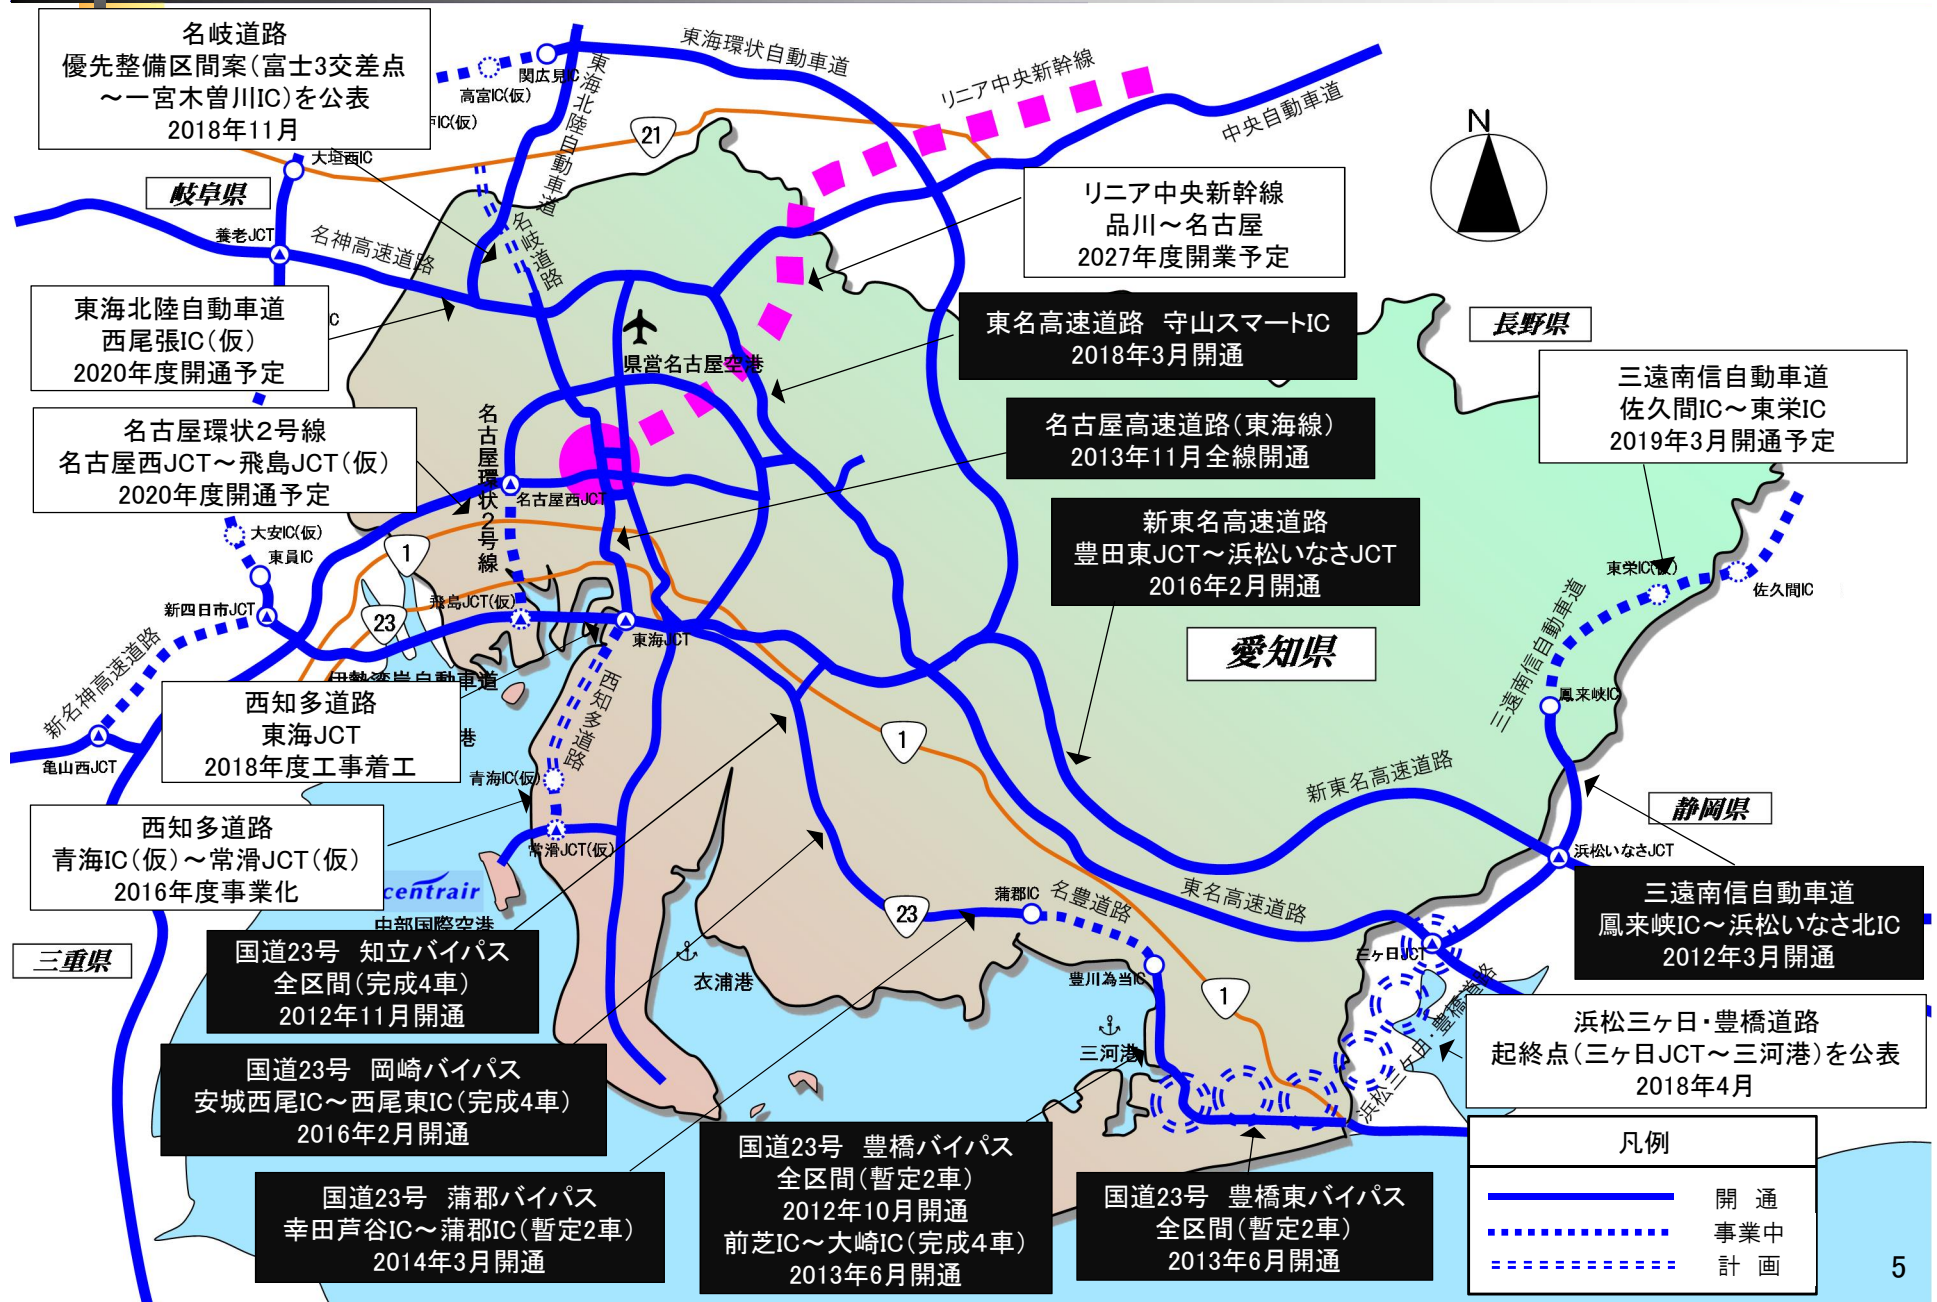 名岐道路
優先整備区間案(富士3交差点
～一宮木曽川IC)を公表
2018年11月
関広見IC
高富IC(仮)
IC(仮)
東海環状自動車道
東海北陸自動車道
リニア中央新幹線
中央自動車道
N
21
大垣西IC
岐阜県
養老JCT
名神高速道路
名岐道路
リニア中央新幹線
品川～名古屋
2027年度開業予定
東海北陸自動車道
西尾張IC(仮)
2020年度開通予定
C
県営名古屋空港
東名高速道路 守山スマートIC
2018年3月開通
長野県
三遠南信自動車道
佐久間IC～東栄IC
2019年3月開通予定
名古屋環状2号線
名古屋西JCT～飛島JCT(仮)
2020年度開通予定
名古屋環状2号線
名古屋西JCT
名古屋高速道路(東海線)
2013年11月全線開通
新東名高速道路
豊田東JCT～浜松いなさJCT
2016年2月開通
大安IC(仮)
東員IC
1
新四日市JCT
23
飛島JCT(仮)
東海JCT
東栄IC(仮)
佐久間IC
三遠南信自動車道
愛知県
新名神高速道路
伊勢湾岸自動車道
西知多道路
東海JCT
2018年度工事着工
港
西知多道路
鳳来峡IC
亀山西JCT
青海IC(仮)
1
新東名高速道路
静岡県
西知多道路
青海IC(仮)～常滑JCT(仮)
2016年度事業化
常滑JCT(仮)
浜松いなさJCT
centrair
中部国際空港
蒲郡IC
名豊道路
東名高速道路
23
三遠南信自動車道
鳳来峡IC～浜松いなさ北IC
2012年3月開通
三重県
国道23号 知立バイパス
全区間(完成4車)
2012年11月開通
衣浦港
豊川為当IC
三ヶ日JCT
1
浜松三ヶ日・豊橋道路
浜松三ヶ日・豊橋道路
起終点(三ヶ日JCT～三河港)を公表
2018年4月
三河港
国道23号 岡崎バイパス
安城西尾IC～西尾東IC(完成4車)
2016年2月開通
国道23号 蒲郡バイパス
幸田芦谷IC～蒲郡IC(暫定2車)
2014年3月開通
国道23号 豊橋バイパス
全区間(暫定2車)
2012年10月開通
前芝IC～大崎IC(完成4車)
2013年6月開通
国道23号 豊橋東バイパス
全区間(暫定2車)
2013年6月開通
凡例
開 通
事業中
計 画
5